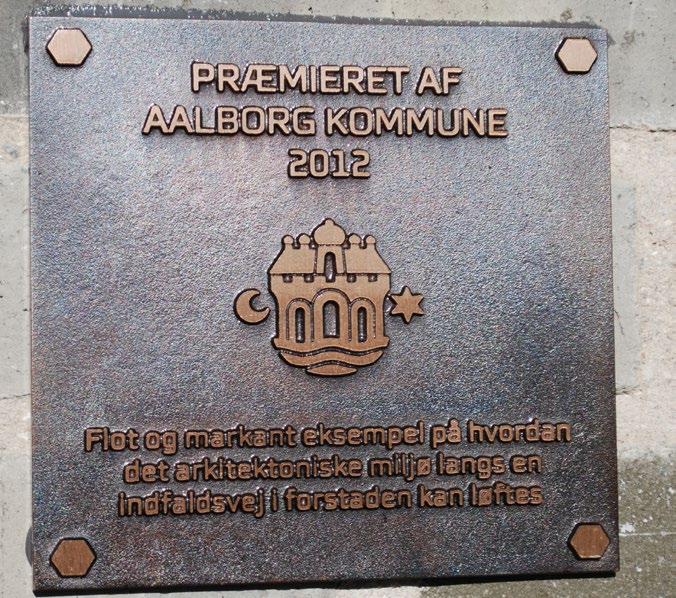 PRÆMIERET AF
AALBORG KOMMUNE
2012
Flot og markant eksempel på hvordan
det arkitektoniske miljø langs en
indfaldsvej i forstaden kan løftes